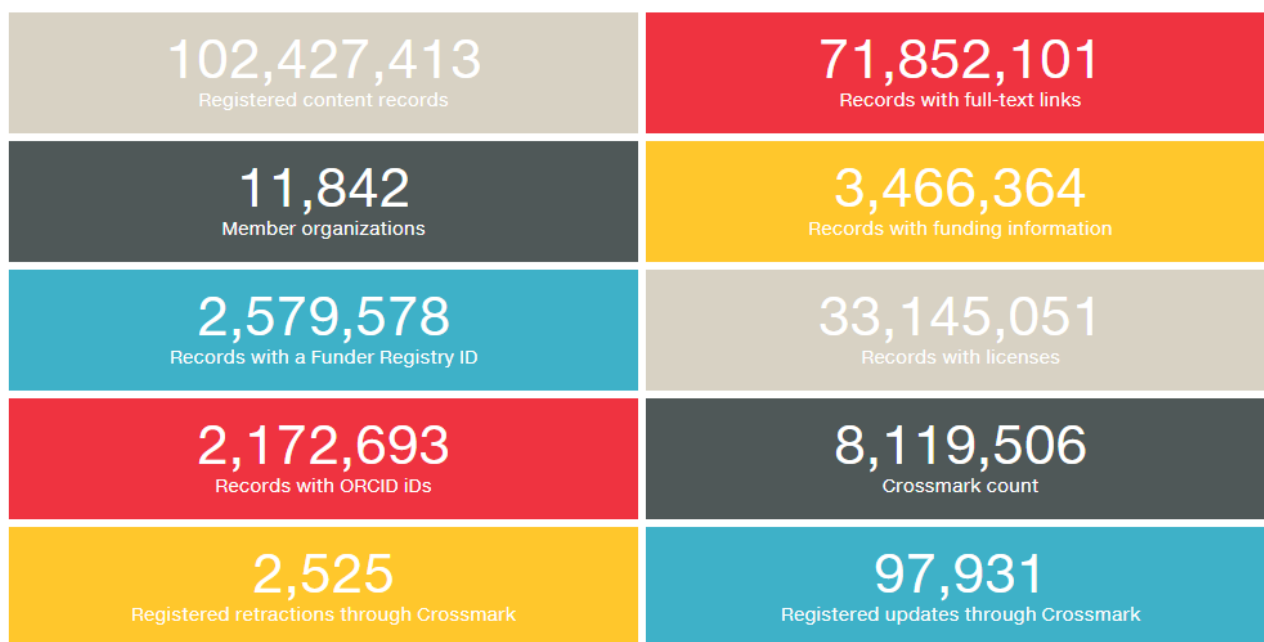 102,427,413
Registered content records
71,852,101
Records with full-text links
11,842
Member organizations
3,466,364
Records with funding information
2,579,578
Records with a Funder Registry ID
33,145,051
Records with licenses
2,172,693
Records with ORCID iDs
8,119,506
Crossmark count
2,525
Registered retractions through Crossmark
97,931
Registered updates through Crossmark